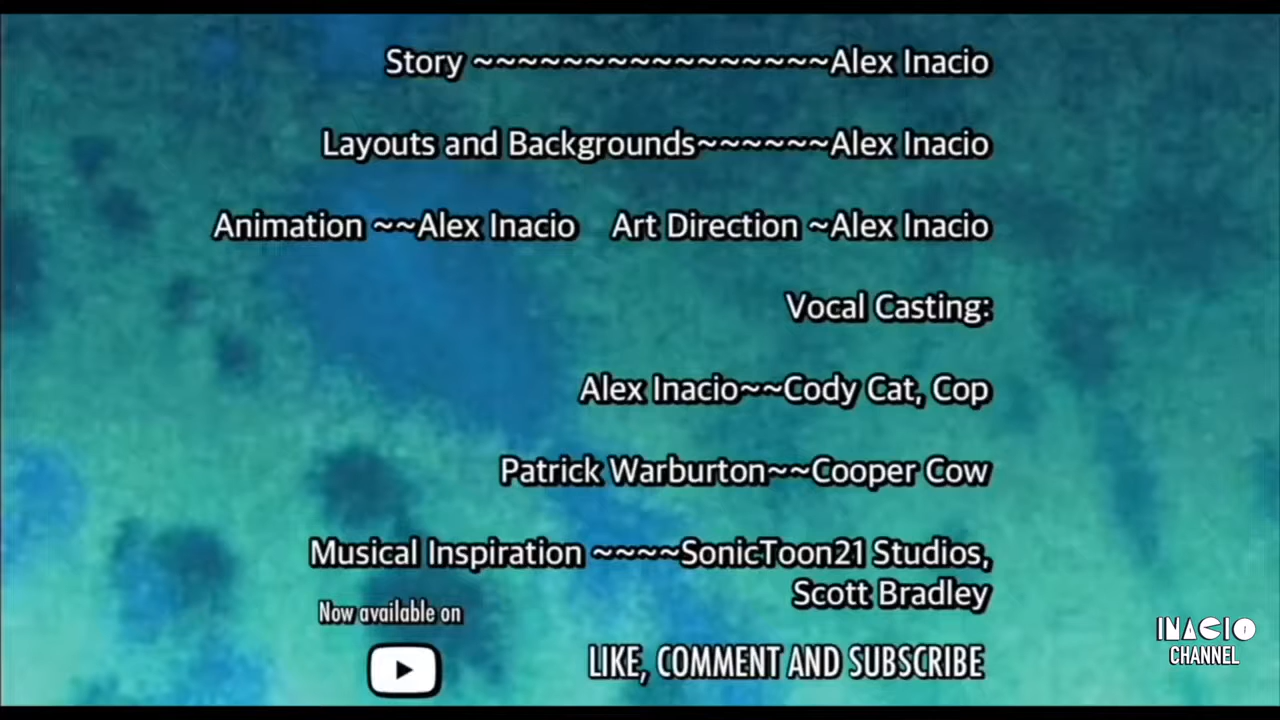 Story ~~~~~~~~~~~~~~~~Alex Inacio
Layouts and Backgrounds~~~~~~Alex Inacio
Animation ~~Alex Inacio Art Direction ~Alex Inacio
Vocal Casting:
Alex Inacio~~Cody Cat, Cop
Patrick Warburton~~Cooper Cow
Musical Inspiration ~~~~SonicToon21 Studios,
Scott Bradley
Now available on
LIKE, COMMENT AND SUBSCRIBE
INACIO
CHANNEL